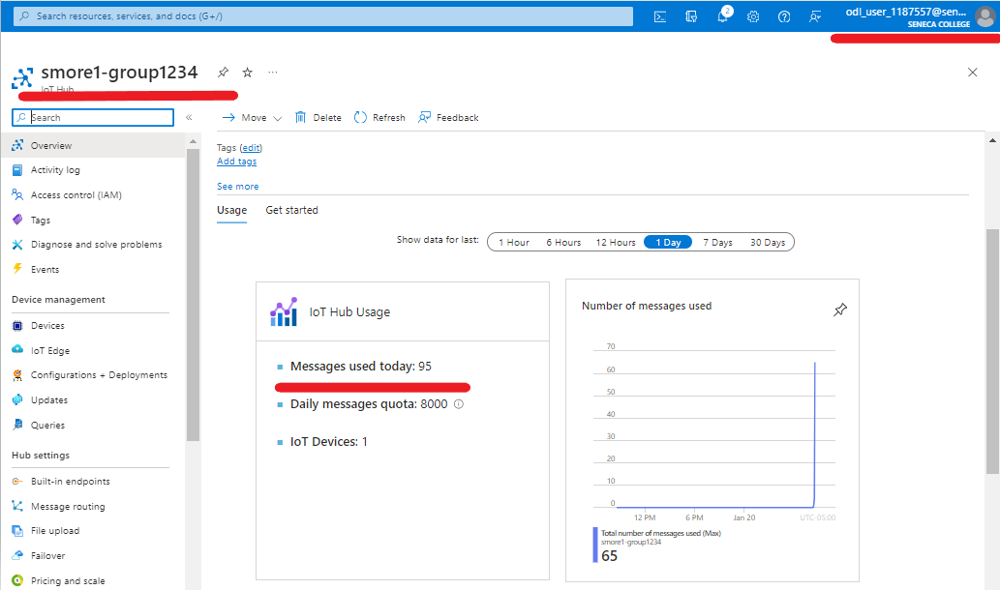 Search resources, services, and docs (G+/)
2
odl_user_1187557@sen...
SENECA COLLEGE
smore1-group1234
IoT Hub
Search
Move
Delete
Refresh
Feedback
Overview
Activity log
Access control (IAM)
Tags
Diagnose and solve problems
Events
Device management
Devices
IoT Edge
Configurations + Deployments
Updates
Queries
Hub settings
Built-in endpoints
Message routing
File upload
Failover
Pricing and scale
Tags (edit)
Add tags
See more
Usage Get started
Show data for last: 1 Hour 6 Hours 12 Hours 1 Day 7 Days 30 Days
IoT Hub Usage
Messages used today: 95
Daily messages quota: 8000
IoT Devices: 1
Number of messages used
70
60
50
40
30
20
10
0
12 PM 6 PM Jan 20 UTC-05:00
Total number of messages used (Max)
smore1-group1234
65